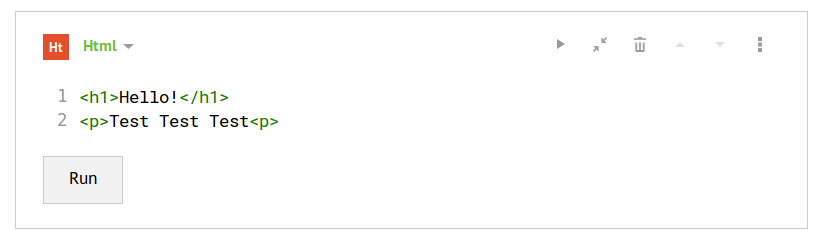 Ht Html
1 <h1>Hello!</h1>
2 <p>Test Test Test<p>
Run